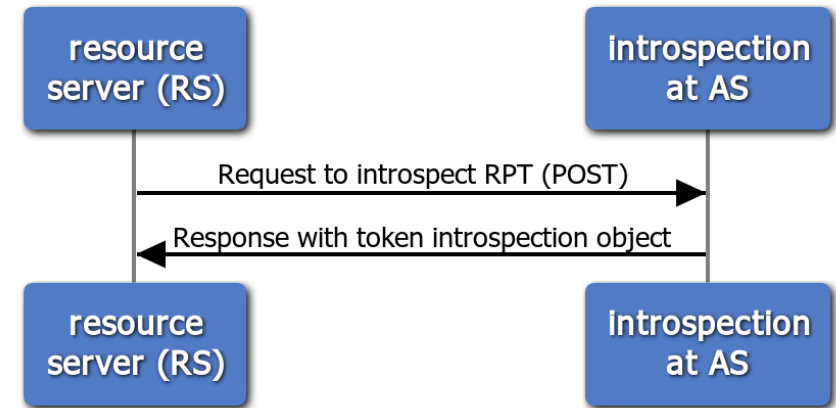 resource
server (RS)
introspection
at AS
Request to introspect RPT (POST)
Response with token introspection object
resource
server (RS)
introspection
at AS